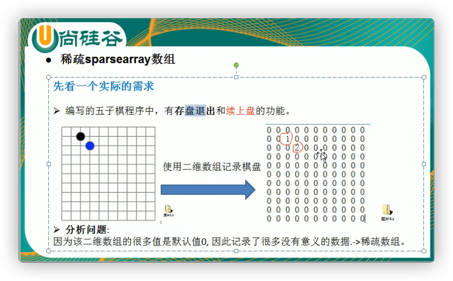 尚硅谷
● 稀疏sparsearray数组
先看一个实际的需求
➢ 编写的五子棋程序中，有存盘退出和续上盘的功能。
使用二维数组记录棋盘
0 0 0 0 0 0 0 0 0 0 0
0 0 1 0 0 0 0 0 0 0 0
0 0 0 2 0 0 0 0 0 0 0
0 0 0 0 0 0 0 0 0 0 0
0 0 0 0 0 0 0 0 0 0 0
0 0 0 0 0 0 0 0 0 0 0
0 0 0 0 0 0 0 0 0 0 0
0 0 0 0 0 0 0 0 0 0 0
0 0 0 0 0 0 0 0 0 0 0
0 0 0 0 0 0 0 0 0 0 0
0 0 0 0 0 0 0 0 0 0 0
➢ 分析问题:
因为该二维数组的很多值是默认值0, 因此记录了很多没有意义的数据.->稀疏数组。